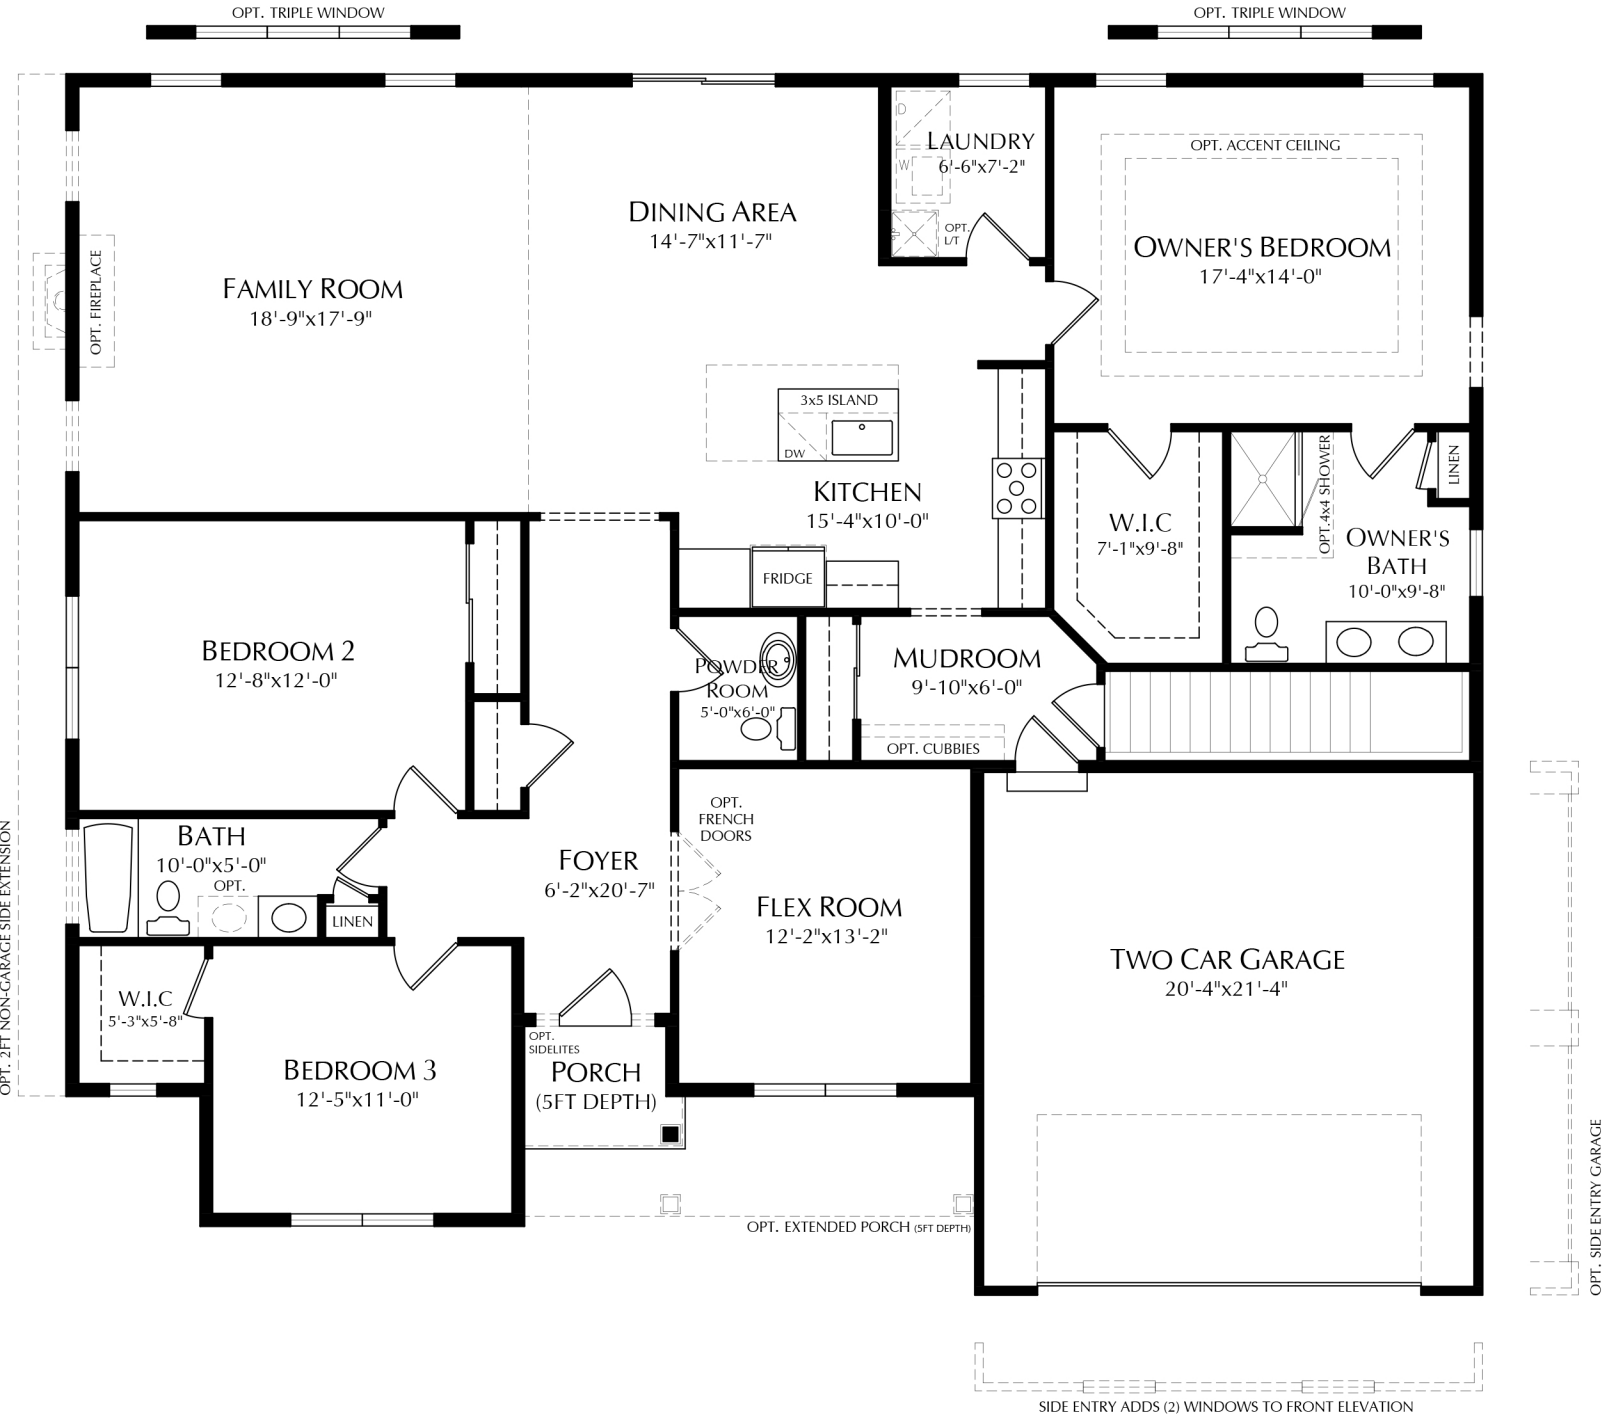 OPT. TRIPLE WINDOW
OPT. TRIPLE WINDOW
D
W
LAUNDRY
6'-6"x7'-2"
OPT.
L/T
OPT. ACCENT CEILING
DINING AREA
14'-7"x11'-7"
OWNER'S BEDROOM
17'-4"x14'-0"
FAMILY ROOM
18'-9"x17'-9"
OPT. FIREPLACE
3x5 ISLAND
DW
KITCHEN
15'-4"x10'-0"
FRIDGE
W.I.C
7'-1"x9'-8"
OPT.4x4 SHOWER
LINEN
OWNER'S
BATH
10'-0"x9'-8"
BEDROOM 2
12'-8"x12'-0"
POWDER
ROOM
5'-0"x6'-0"
MUDROOM
9'-10"x6'-0"
OPT. CUBBIES
OPT.
FRENCH
DOORS
BATH
10'-0"x5'-0"
OPT.
LINEN
FOYER
6'-2"x20'-7"
FLEX ROOM
12'-2"x13'-2"
TWO CAR GARAGE
20'-4"x21'-4"
OPT. 2FT NON-GARAGE SIDE EXTENSION
W.I.C
5'-3"x5'-8"
BEDROOM 3
12'-5"x11'-0"
OPT.
SIDELITES
PORCH
(5FT DEPTH)
OPT. EXTENDED PORCH (5FT DEPTH)
OPT. SIDE ENTRY GARAGE
SIDE ENTRY ADDS (2) WINDOWS TO FRONT ELEVATION